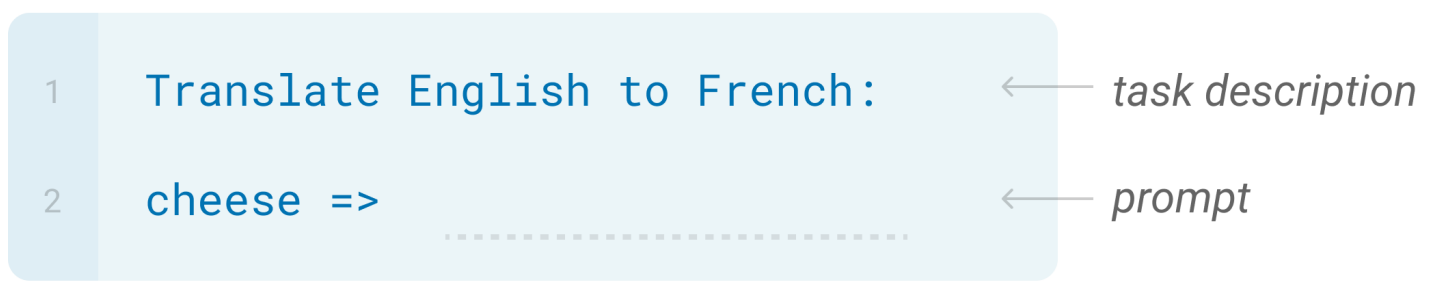 1 Translate English to French: task description
2 cheese => prompt